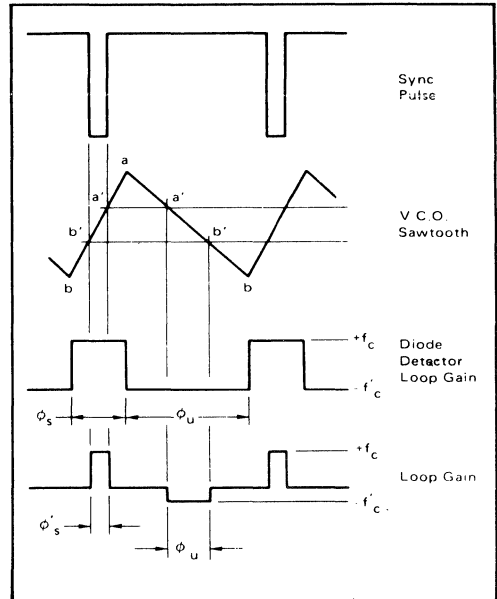 Sync
Pulse
a
a'
a'
V C.O.
Sawtooth
b'
b'
b
b
+f_c
Diode
Detector
Loop Gain
- f'_c
ϕ_s
ϕ_u
+f_c
Loop Gain
- f'_c.
ϕ'_s
ϕ_u